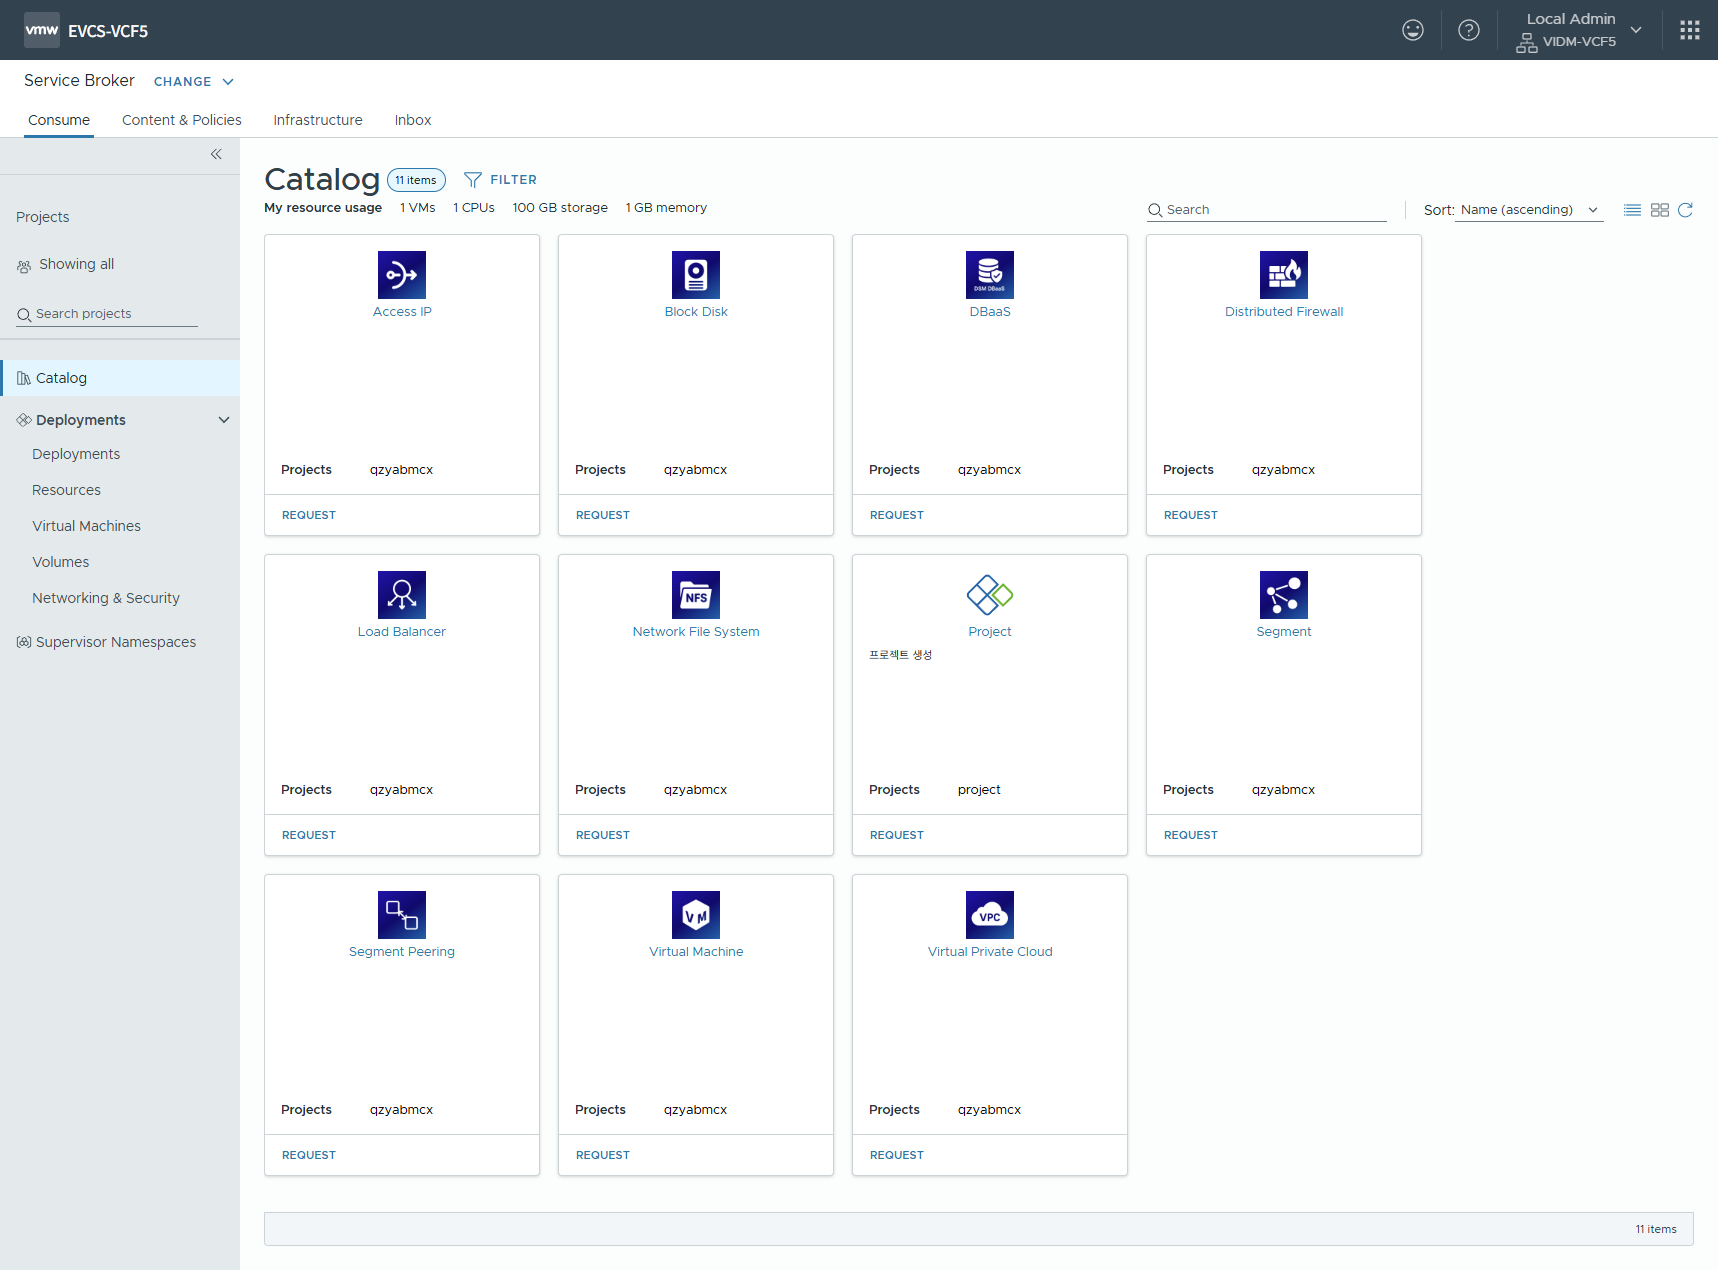 vmw EVCS-VCF5
Local Admin
VIDM-VCF5
Service Broker CHANGE
Consume Content & Policies Infrastructure Inbox
Projects
Showing all
Search projects
Catalog
Deployments
Deployments
Resources
Virtual Machines
Volumes
Networking & Security
Supervisor Namespaces
Catalog 11 items FILTER
My resource usage 1 VMs 1 CPUs 100 GB storage 1 GB memory
Search
Sort: Name (ascending)
Access IP
Projects qzyabmcx
REQUEST
Block Disk
Projects qzyabmcx
REQUEST
DSM DBaaS
DBaaS
Projects qzyabmcx
REQUEST
Distributed Firewall
Projects qzyabmcx
REQUEST
Load Balancer
Projects qzyabmcx
REQUEST
NFS
Network File System
Projects qzyabmcx
REQUEST
Project
프로젝트 생성
Projects project
REQUEST
Segment
Projects qzyabmcx
REQUEST
Segment Peering
Projects qzyabmcx
REQUEST
VM
Virtual Machine
Projects qzyabmcx
REQUEST
VPC
Virtual Private Cloud
Projects qzyabmcx
REQUEST
11 items